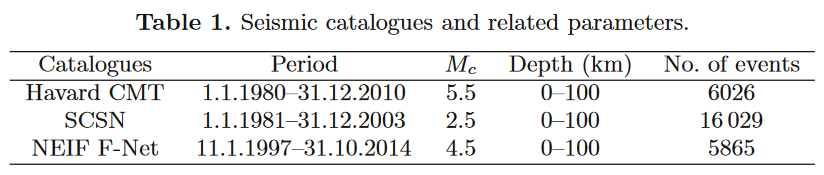 Table 1. Seismic catalogues and related parameters.
Catalogues Period Mc Depth (km) No. of events
Havard CMT 1.1.1980–31.12.2010 5.5 0–100 6026
SCSN 1.1.1981–31.12.2003 2.5 0–100 16 029
NEIF F-Net 11.1.1997–31.10.2014 4.5 0–100 5865